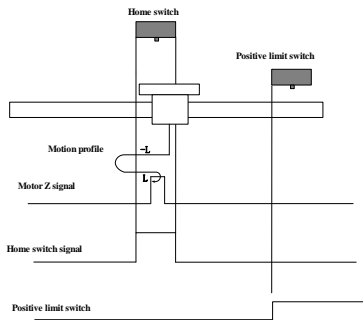 Home switch
Positive limit switch
Motion profile
-L
L
Motor Z signal
Home switch signal
Positive limit switch